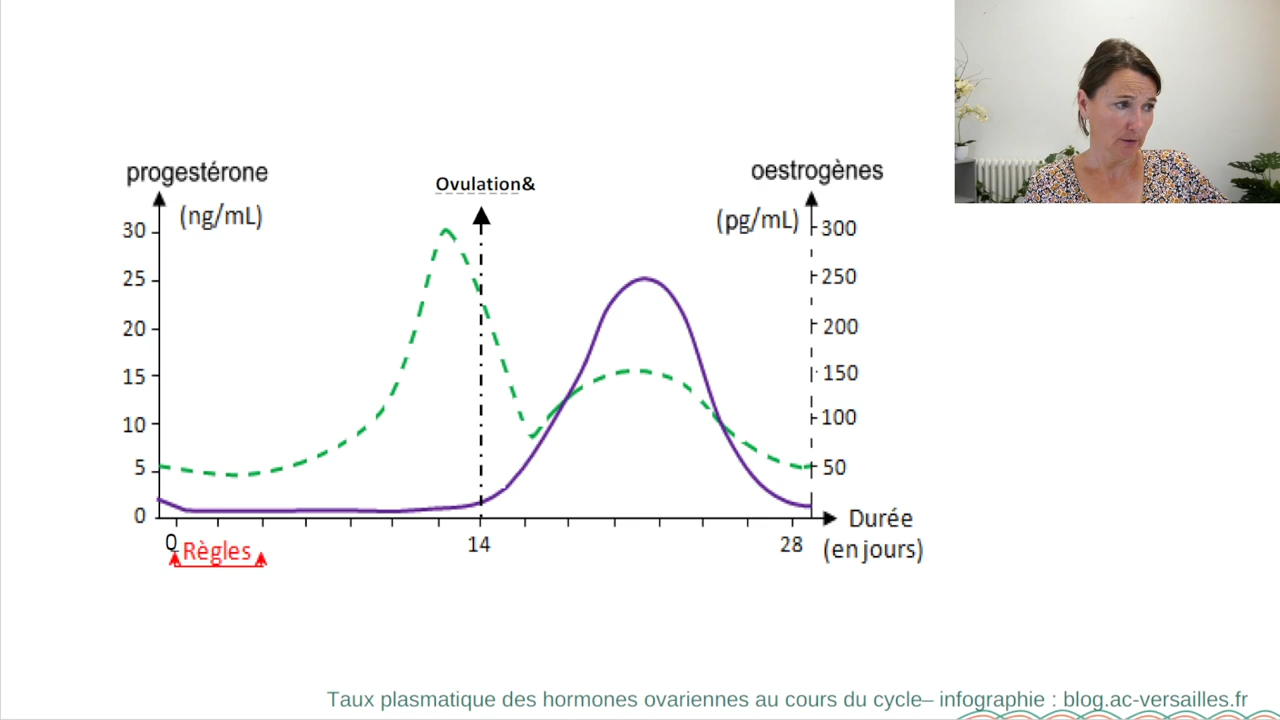 progestérone
(ng/mL)
Ovulation&
oestrogènes
(pg/mL)
30
25
20
15
10
5
0
300
250
200
150
100
50
0
14
28
Durée
(en jours)
Règles
Taux plasmatique des hormones ovariennes au cours du cycle– infographie : blog.ac-versailles.fr